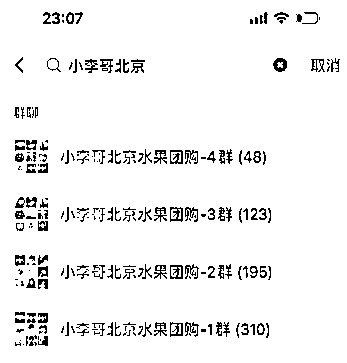 23:07
小李哥北京
取消
群聊
小李哥北京水果团购-4群 (48)
小李哥北京水果团购-3群 (123)
小李哥北京水果团购-2群 (195)
小李哥北京水果团购-1群 (310)